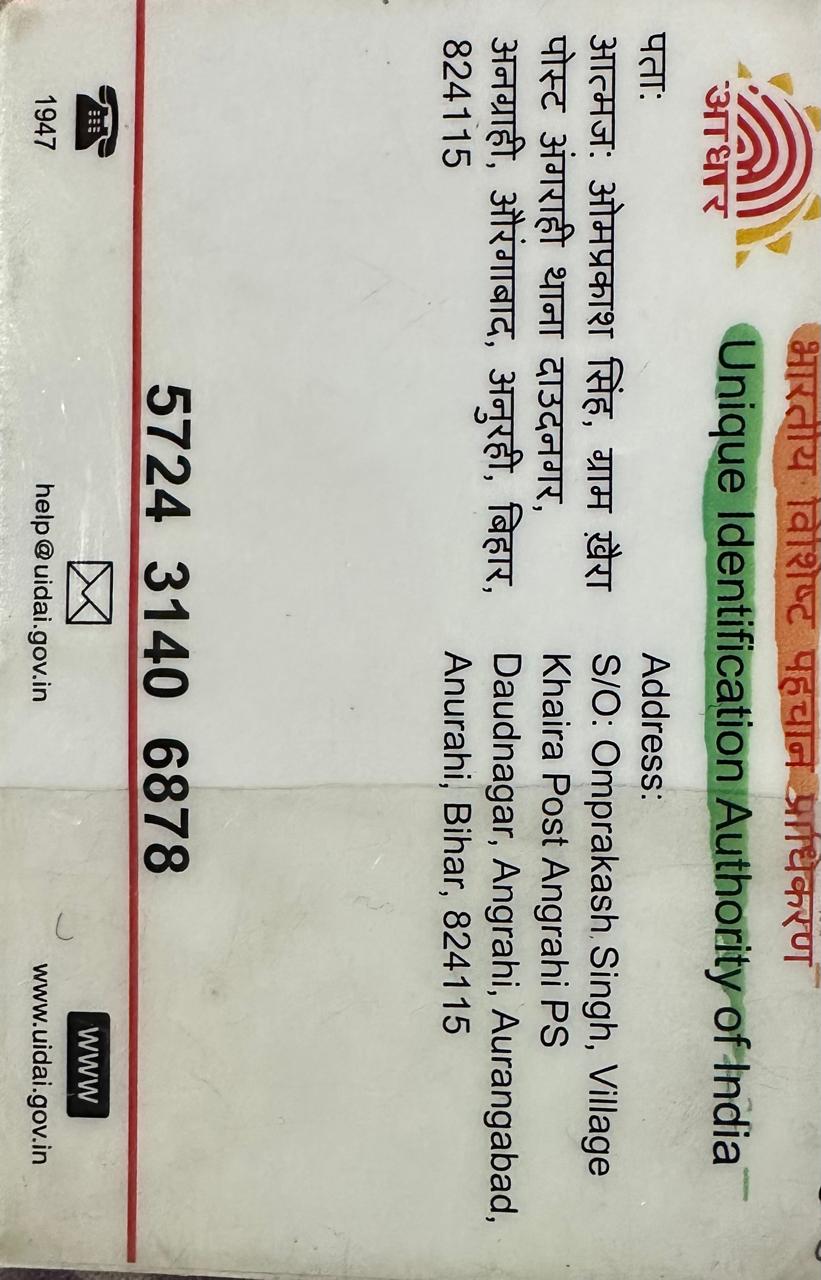 भारतीय विशिष्ट पहचान प्राधिकरण
Unique Identification Authority of India
आधार
पता:
आत्मजः ओमप्रकाश सिंह, ग्राम ख़ैरा
पोस्ट अंगराही थाना दाउदनगर,
अनग्राही, औरंगाबाद, अनुरही, बिहार,
824115
Address:
S/O: Omprakash Singh, Village
Khaira Post Angrahi PS
Daudnagar, Angrahi, Aurangabad,
Anurahi, Bihar, 824115
5724 3140 6878
1947
help@uidai.gov.in
www
www.uidai.gov.in